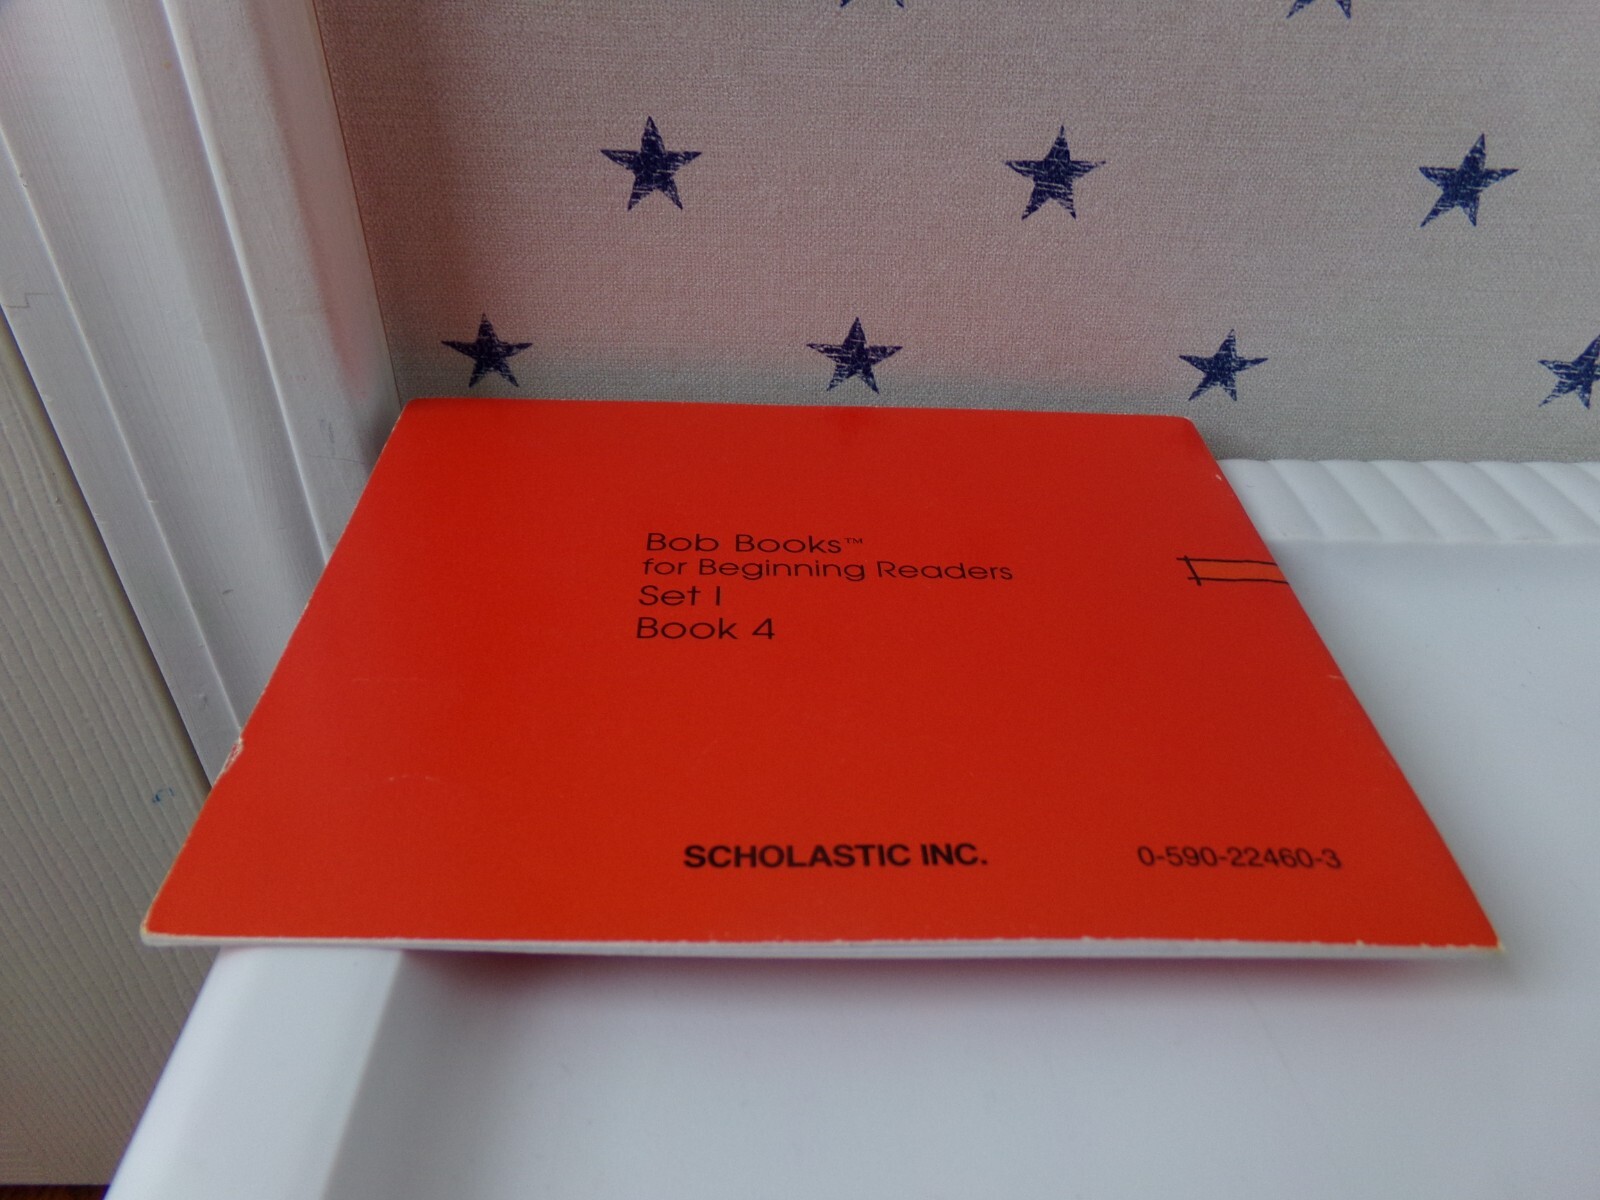 Bob Books™
for Beginning Readers
Set I
Book 4
SCHOLASTIC INC.
0-590-22460-3